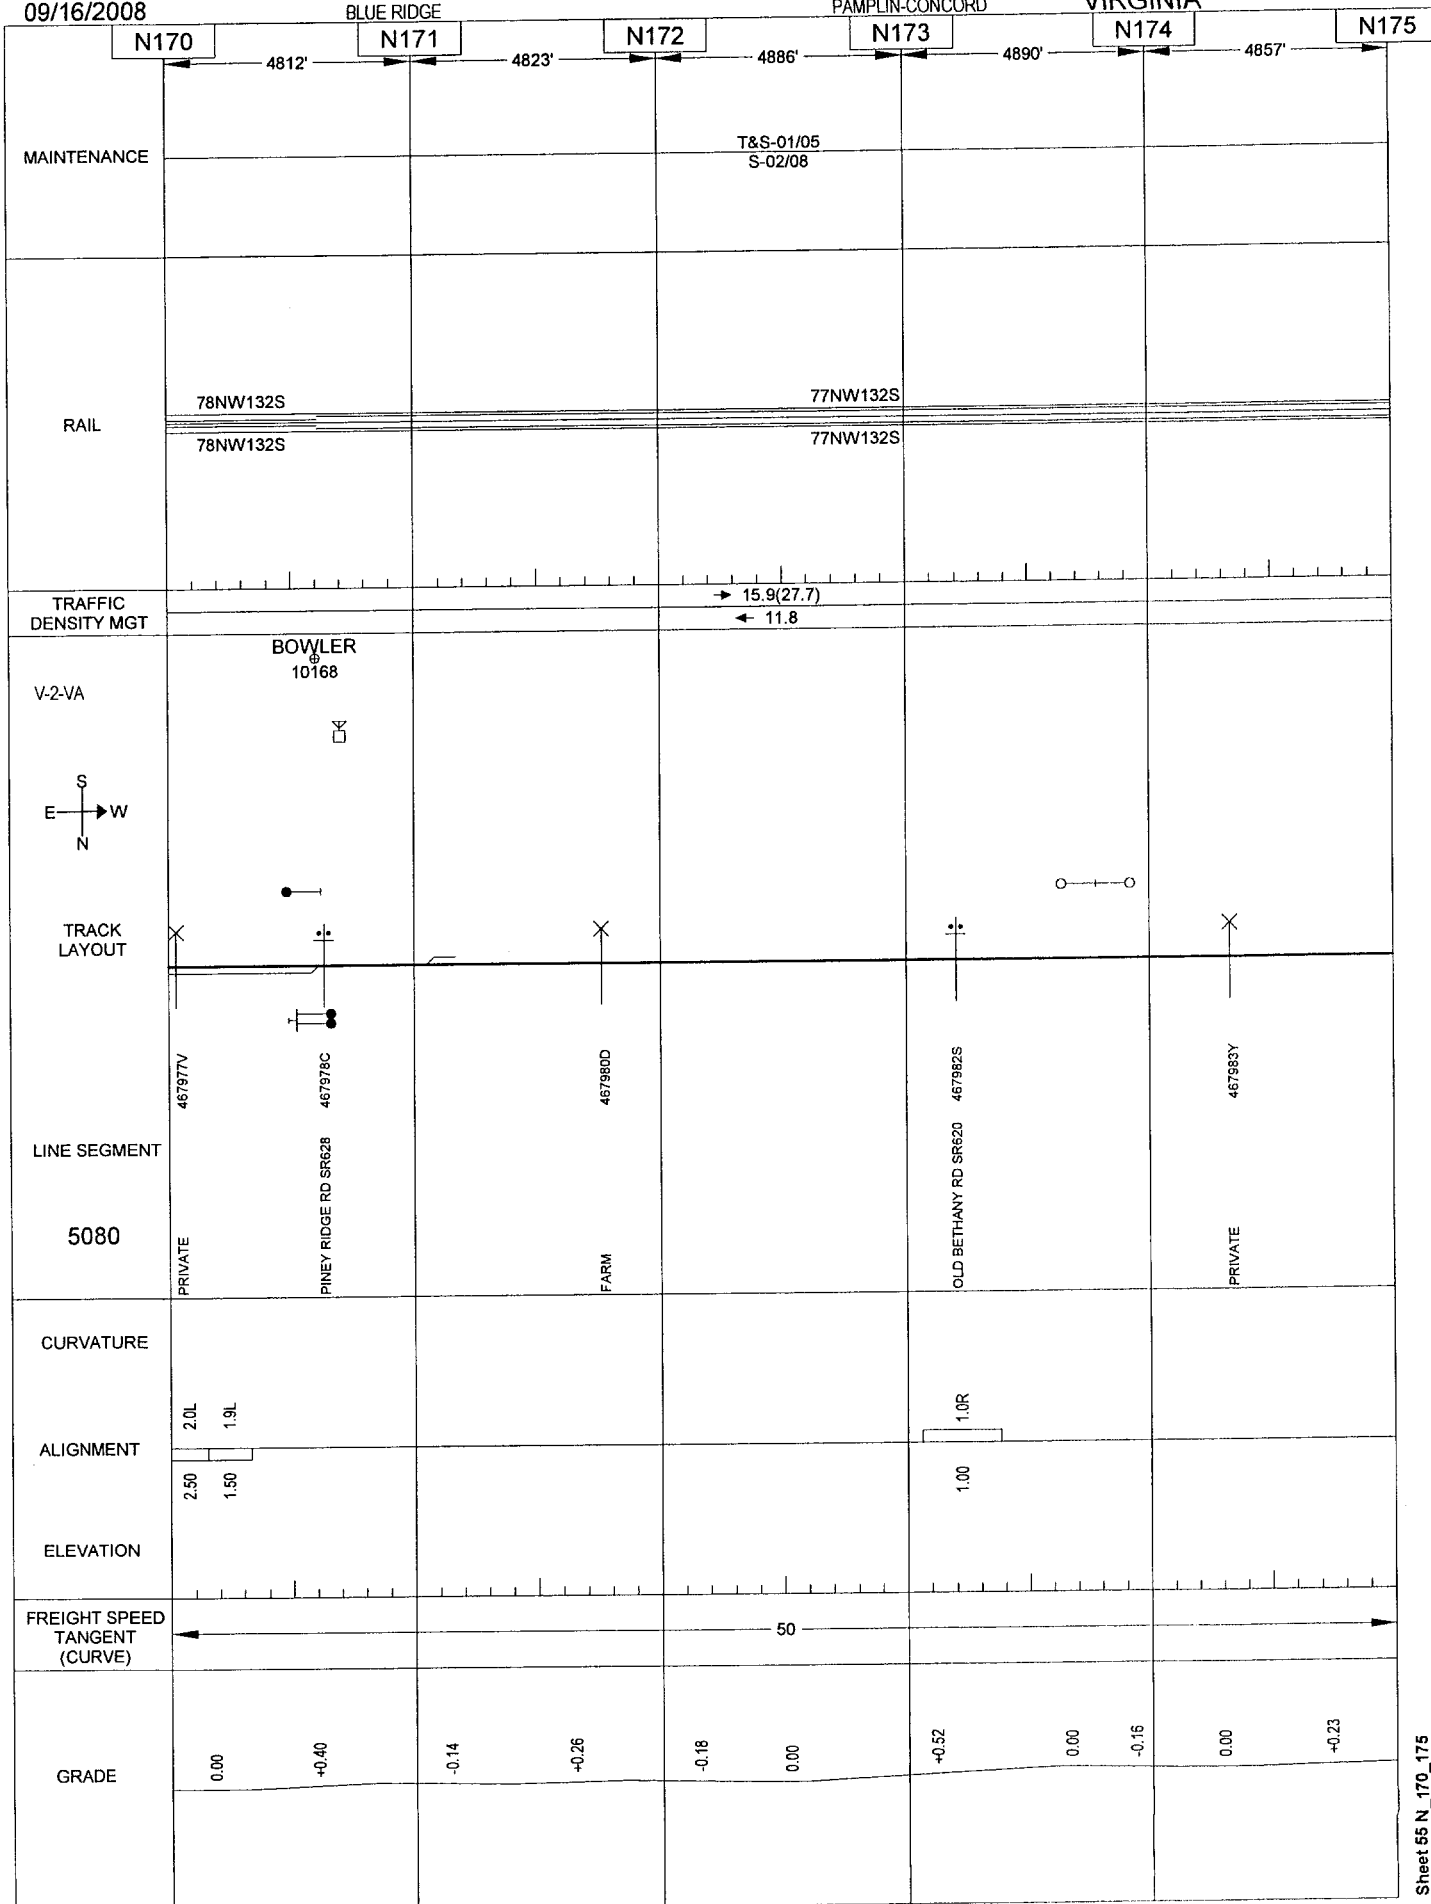 09/16/2008 BLUE RIDGE PAMPLIN-CONCORD VIRGINIA
N170 N171 N172 N173 N174 N175
4812' 4823' 4886' 4890' 4857'
MAINTENANCE
T&S-01/05
S-02/08
RAIL
78NW132S 77NW132S
78NW132S 77NW132S
TRAFFIC
DENSITY MGT
15.9(27.7)
11.8
BOWLER
10168
V-2-VA
S
E W
N
TRACK
LAYOUT
467977V
467978C
467980D
467982S
467983Y
LINE SEGMENT
5080
PRIVATE
PINEY RIDGE RD SR628
FARM
OLD BETHANY RD SR620
PRIVATE
CURVATURE
2.0L 1.9L 1.0R
ALIGNMENT
2.50 1.50 1.00
ELEVATION
FREIGHT SPEED
TANGENT
(CURVE)
50
GRADE
0.00 +0.40 -0.14 +0.26 -0.18 0.00 +0.52 0.00 -0.16 0.00 +0.23
Sheet 55 N_170_175